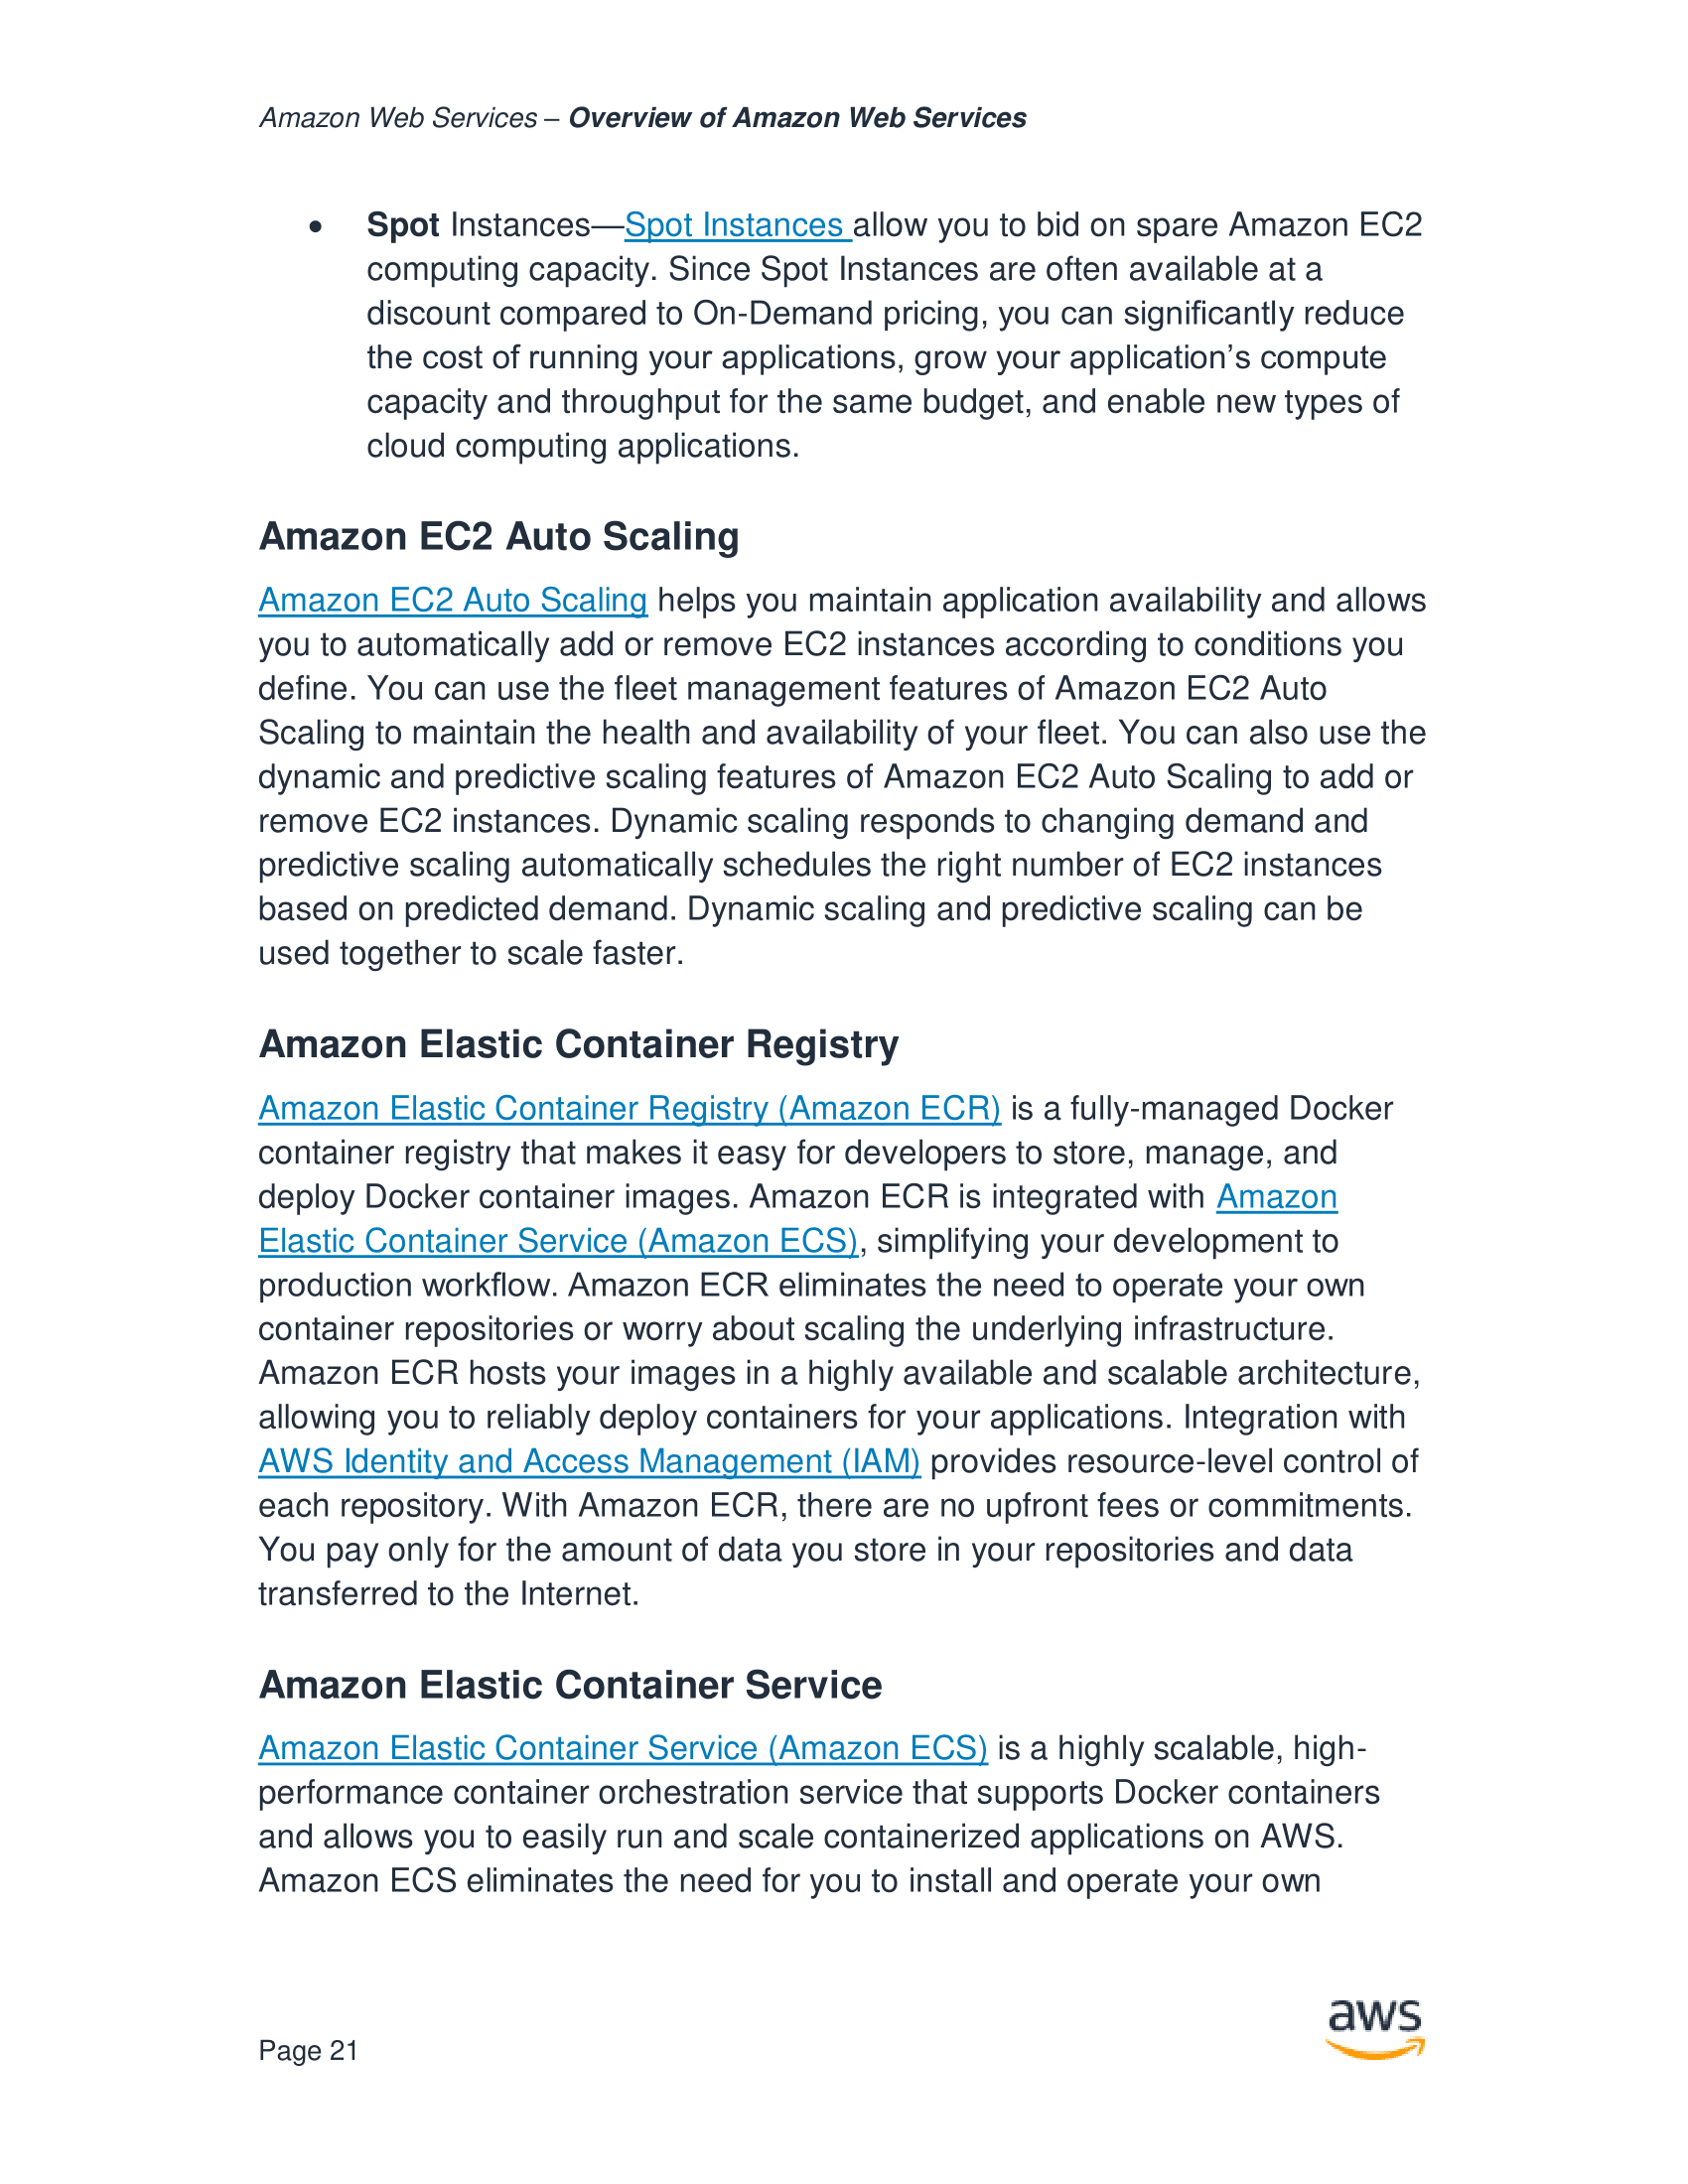 Amazon Web Services – Overview of Amazon Web Services
• Spot Instances—Spot Instances allow you to bid on spare Amazon EC2
computing capacity. Since Spot Instances are often available at a
discount compared to On-Demand pricing, you can significantly reduce
the cost of running your applications, grow your application’s compute
capacity and throughput for the same budget, and enable new types of
cloud computing applications.
Amazon EC2 Auto Scaling
Amazon EC2 Auto Scaling helps you maintain application availability and allows
you to automatically add or remove EC2 instances according to conditions you
define. You can use the fleet management features of Amazon EC2 Auto
Scaling to maintain the health and availability of your fleet. You can also use the
dynamic and predictive scaling features of Amazon EC2 Auto Scaling to add or
remove EC2 instances. Dynamic scaling responds to changing demand and
predictive scaling automatically schedules the right number of EC2 instances
based on predicted demand. Dynamic scaling and predictive scaling can be
used together to scale faster.
Amazon Elastic Container Registry
Amazon Elastic Container Registry (Amazon ECR) is a fully-managed Docker
container registry that makes it easy for developers to store, manage, and
deploy Docker container images. Amazon ECR is integrated with Amazon
Elastic Container Service (Amazon ECS), simplifying your development to
production workflow. Amazon ECR eliminates the need to operate your own
container repositories or worry about scaling the underlying infrastructure.
Amazon ECR hosts your images in a highly available and scalable architecture,
allowing you to reliably deploy containers for your applications. Integration with
AWS Identity and Access Management (IAM) provides resource-level control of
each repository. With Amazon ECR, there are no upfront fees or commitments.
You pay only for the amount of data you store in your repositories and data
transferred to the Internet.
Amazon Elastic Container Service
Amazon Elastic Container Service (Amazon ECS) is a highly scalable, high-
performance container orchestration service that supports Docker containers
and allows you to easily run and scale containerized applications on AWS.
Amazon ECS eliminates the need for you to install and operate your own
aws
Page 21